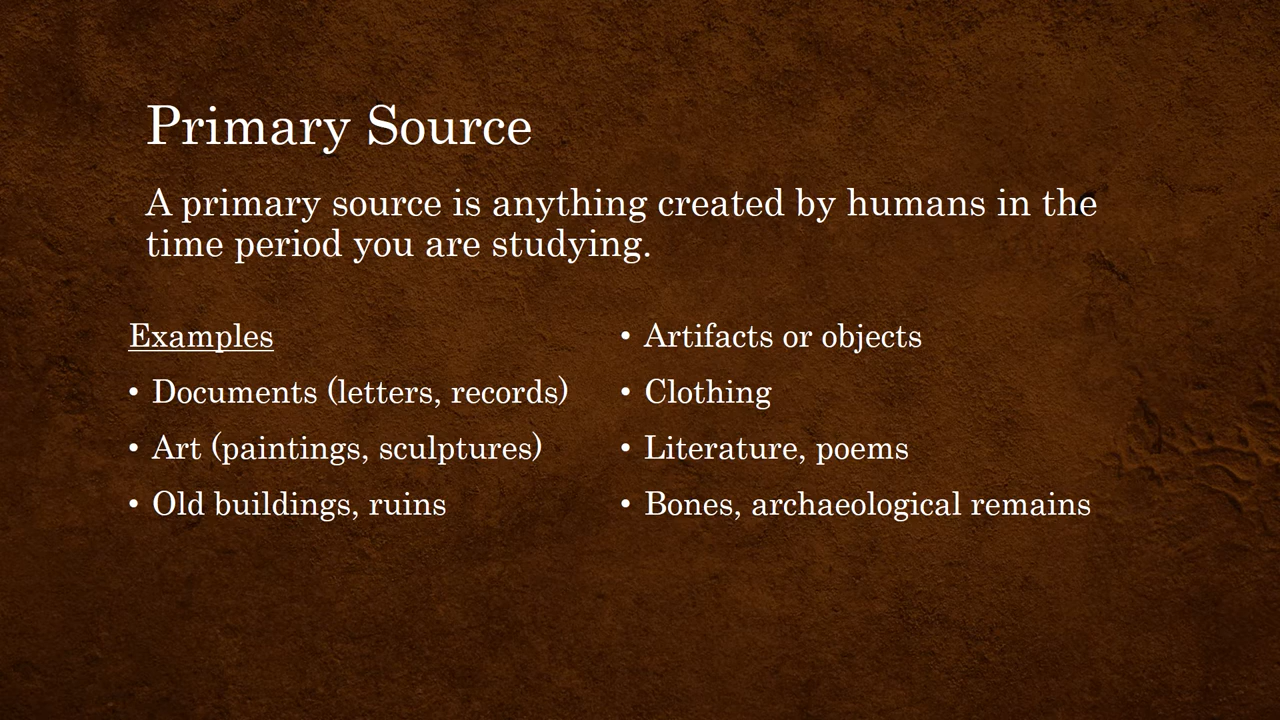 Primary Source
A primary source is anything created by humans in the
time period you are studying.
Examples
• Documents (letters, records)
• Art (paintings, sculptures)
• Old buildings, ruins
• Artifacts or objects
• Clothing
• Literature, poems
• Bones, archaeological remains